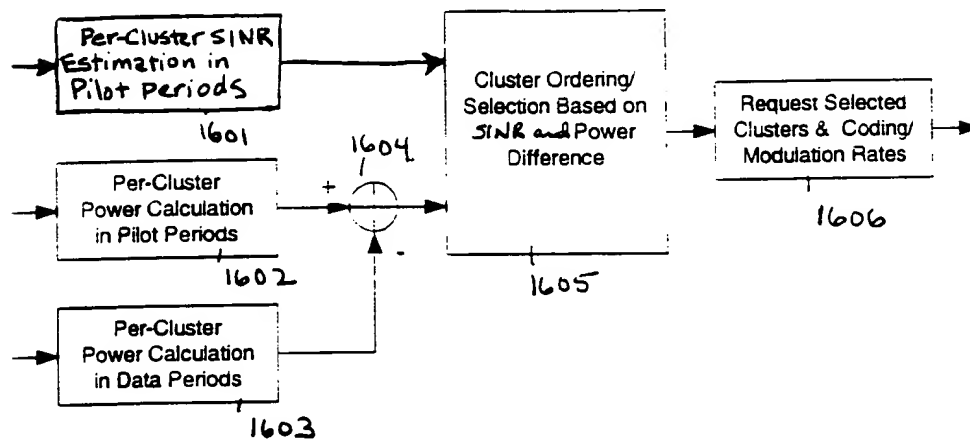 Per-Cluster SINR
Estimation in
Pilot Periods
1601
Per-Cluster
Power Calculation
in Pilot Periods
1602
Per-Cluster
Power Calculation
in Data Periods
1603
1604
+
-
Cluster Ordering/
Selection Based on
SINR and Power
Difference
1605
Request Selected
Clusters & Coding/
Modulation Rates
1606